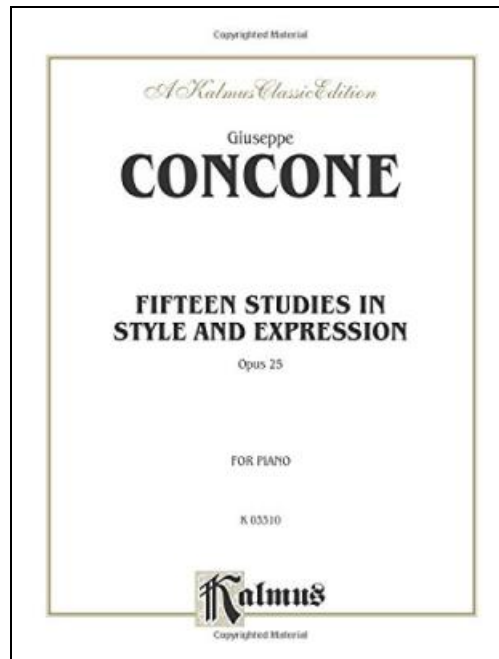 Copyrighted Material
A Kalmus Classic Edition
Giuseppe
CONCONE
FIFTEEN STUDIES IN
STYLE AND EXPRESSION
Opus 25
FOR PIANO
K 03310
Kalmus
Copyrighted Material